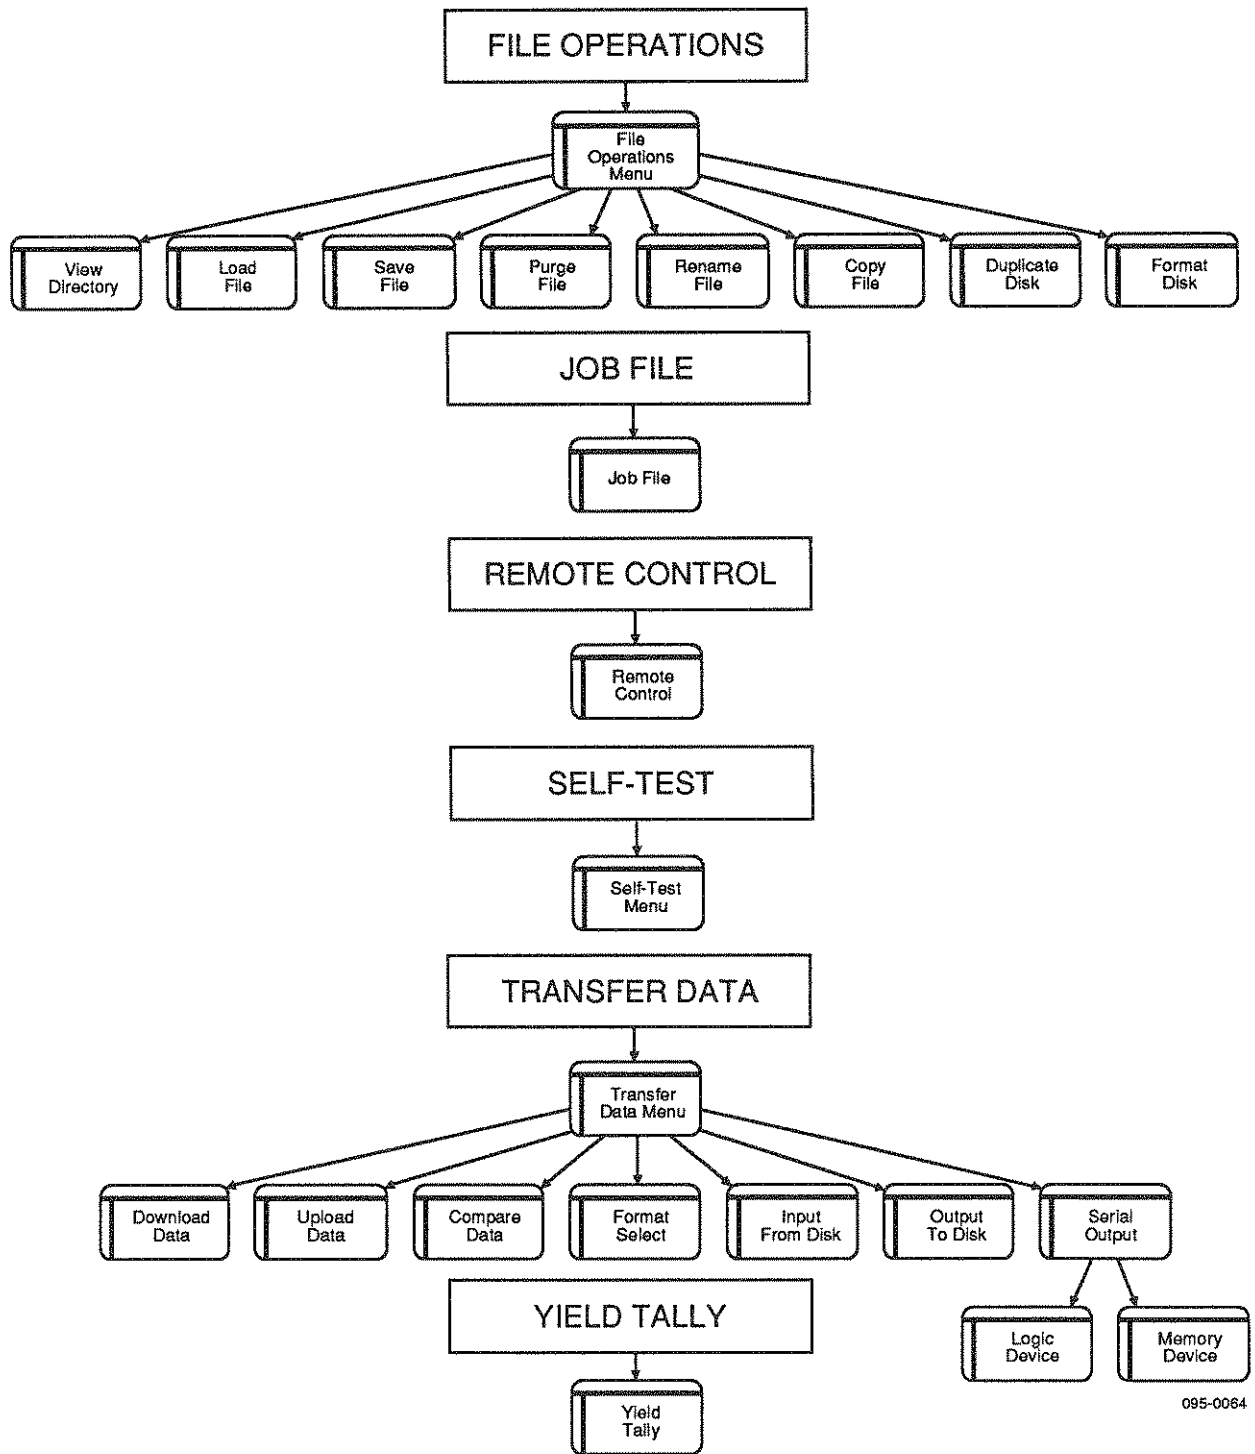 FILE OPERATIONS
File
Operations
Menu
View
Directory
Load
File
Save
File
Purge
File
Rename
File
Copy
File
Duplicate
Disk
Format
Disk
JOB FILE
Job File
REMOTE CONTROL
Remote
Control
SELF-TEST
Self-Test
Menu
TRANSFER DATA
Transfer
Data Menu
Download
Data
Upload
Data
Compare
Data
Format
Select
Input
From Disk
Output
To Disk
Serial
Output
YIELD TALLY
Logic
Device
Memory
Device
Yield
Tally
095-0064